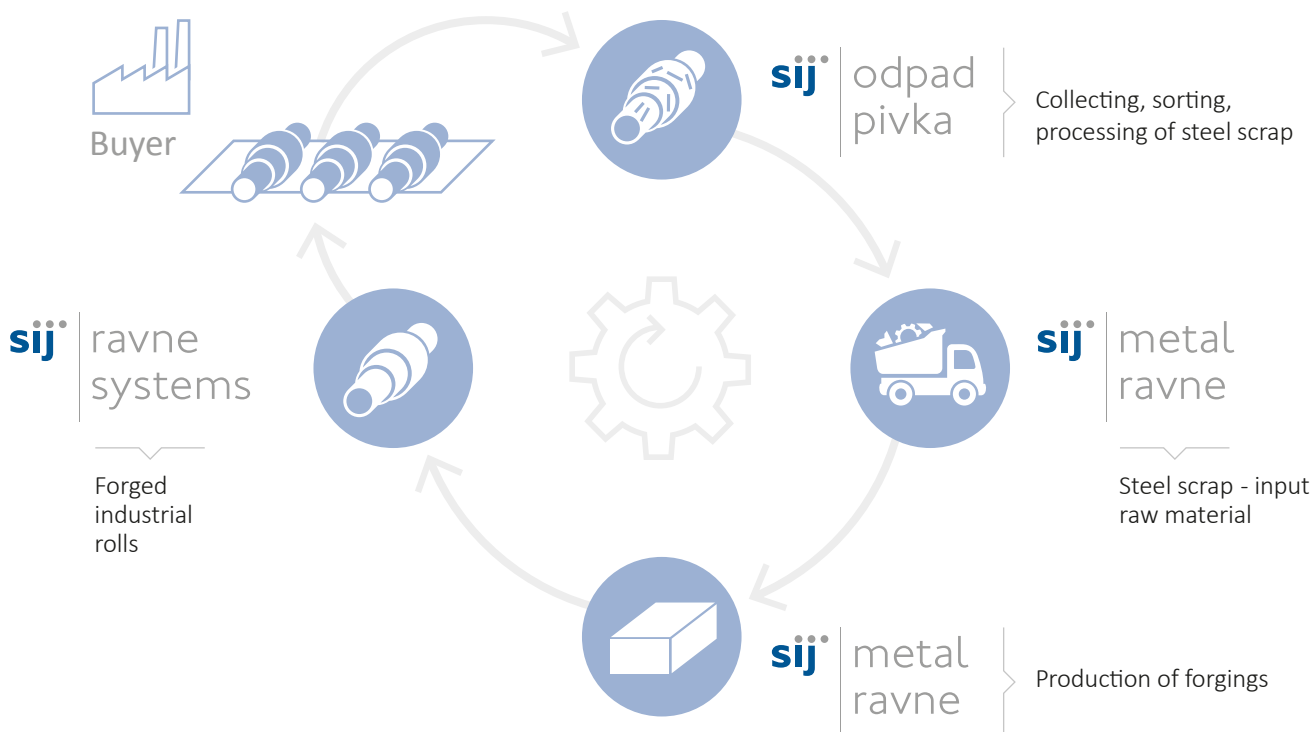 Buyer
sij odpad
pivka
Collecting, sorting,
processing of steel scrap
sij ravne
systems
Forged
industrial
rolls
sij metal
ravne
Steel scrap - input
raw material
sij metal
ravne
Production of forgings